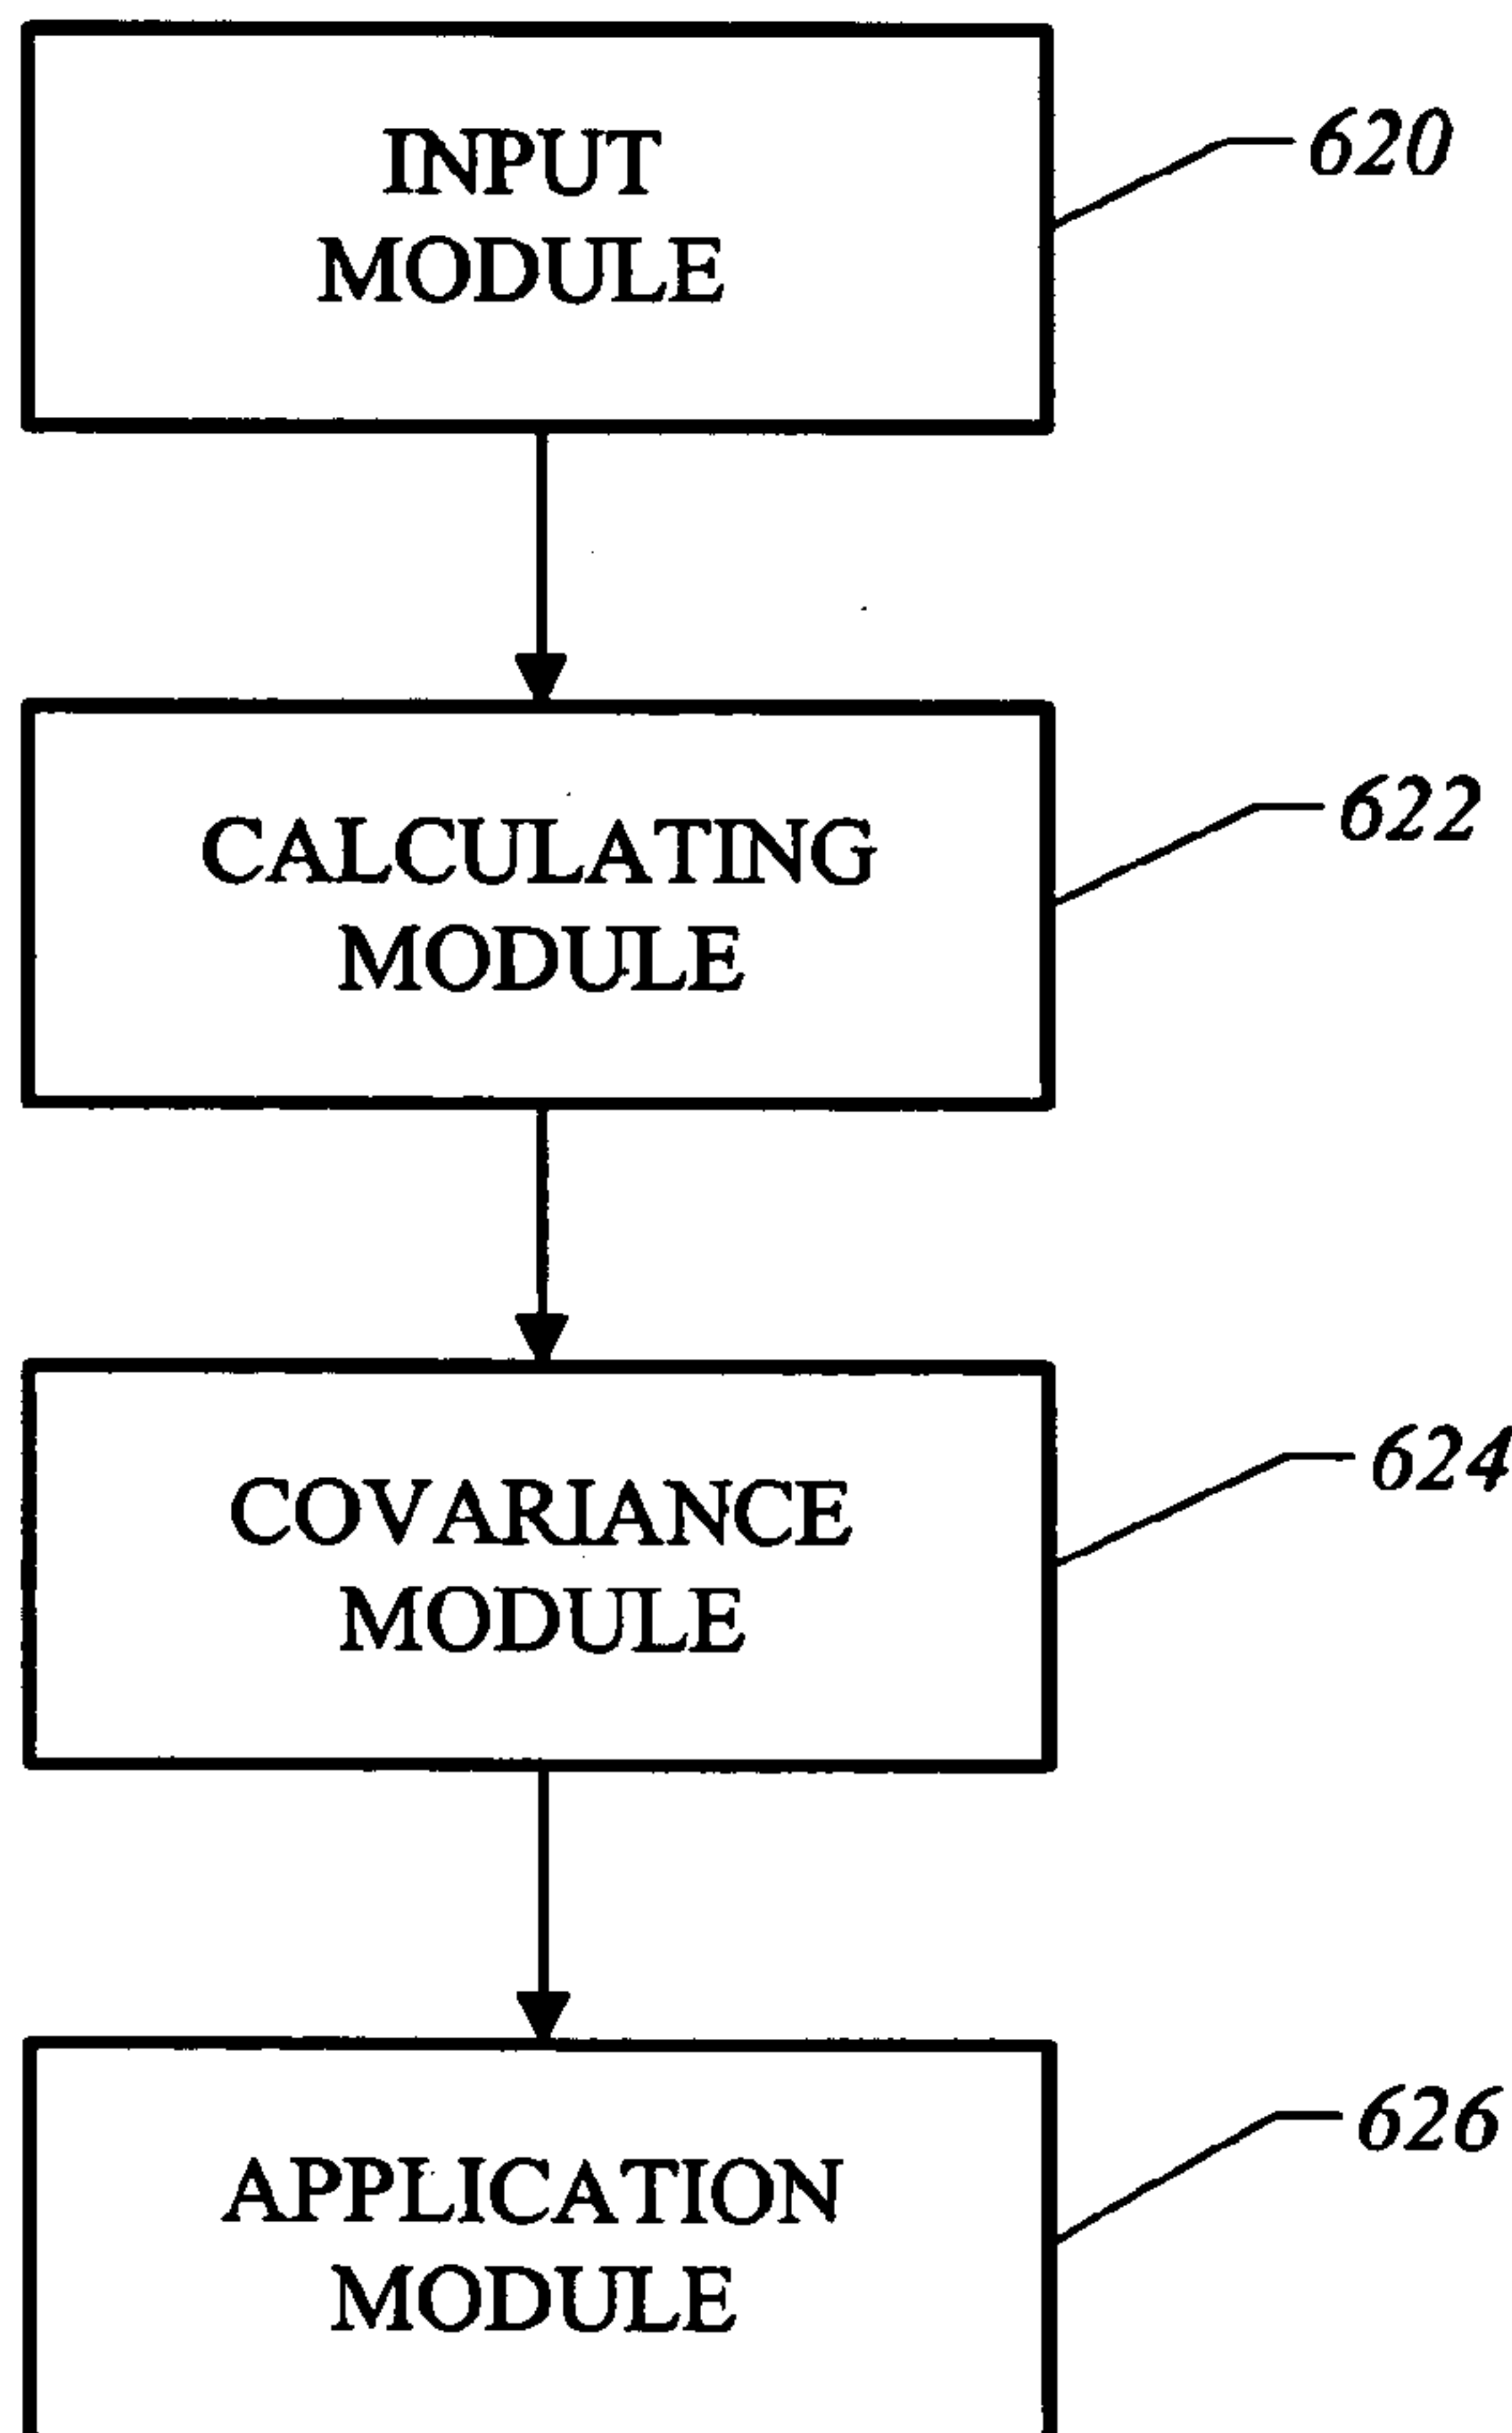 INPUT
MODULE
620
CALCULATING
MODULE
622
COVARIANCE
MODULE
624
APPLICATION
MODULE
626